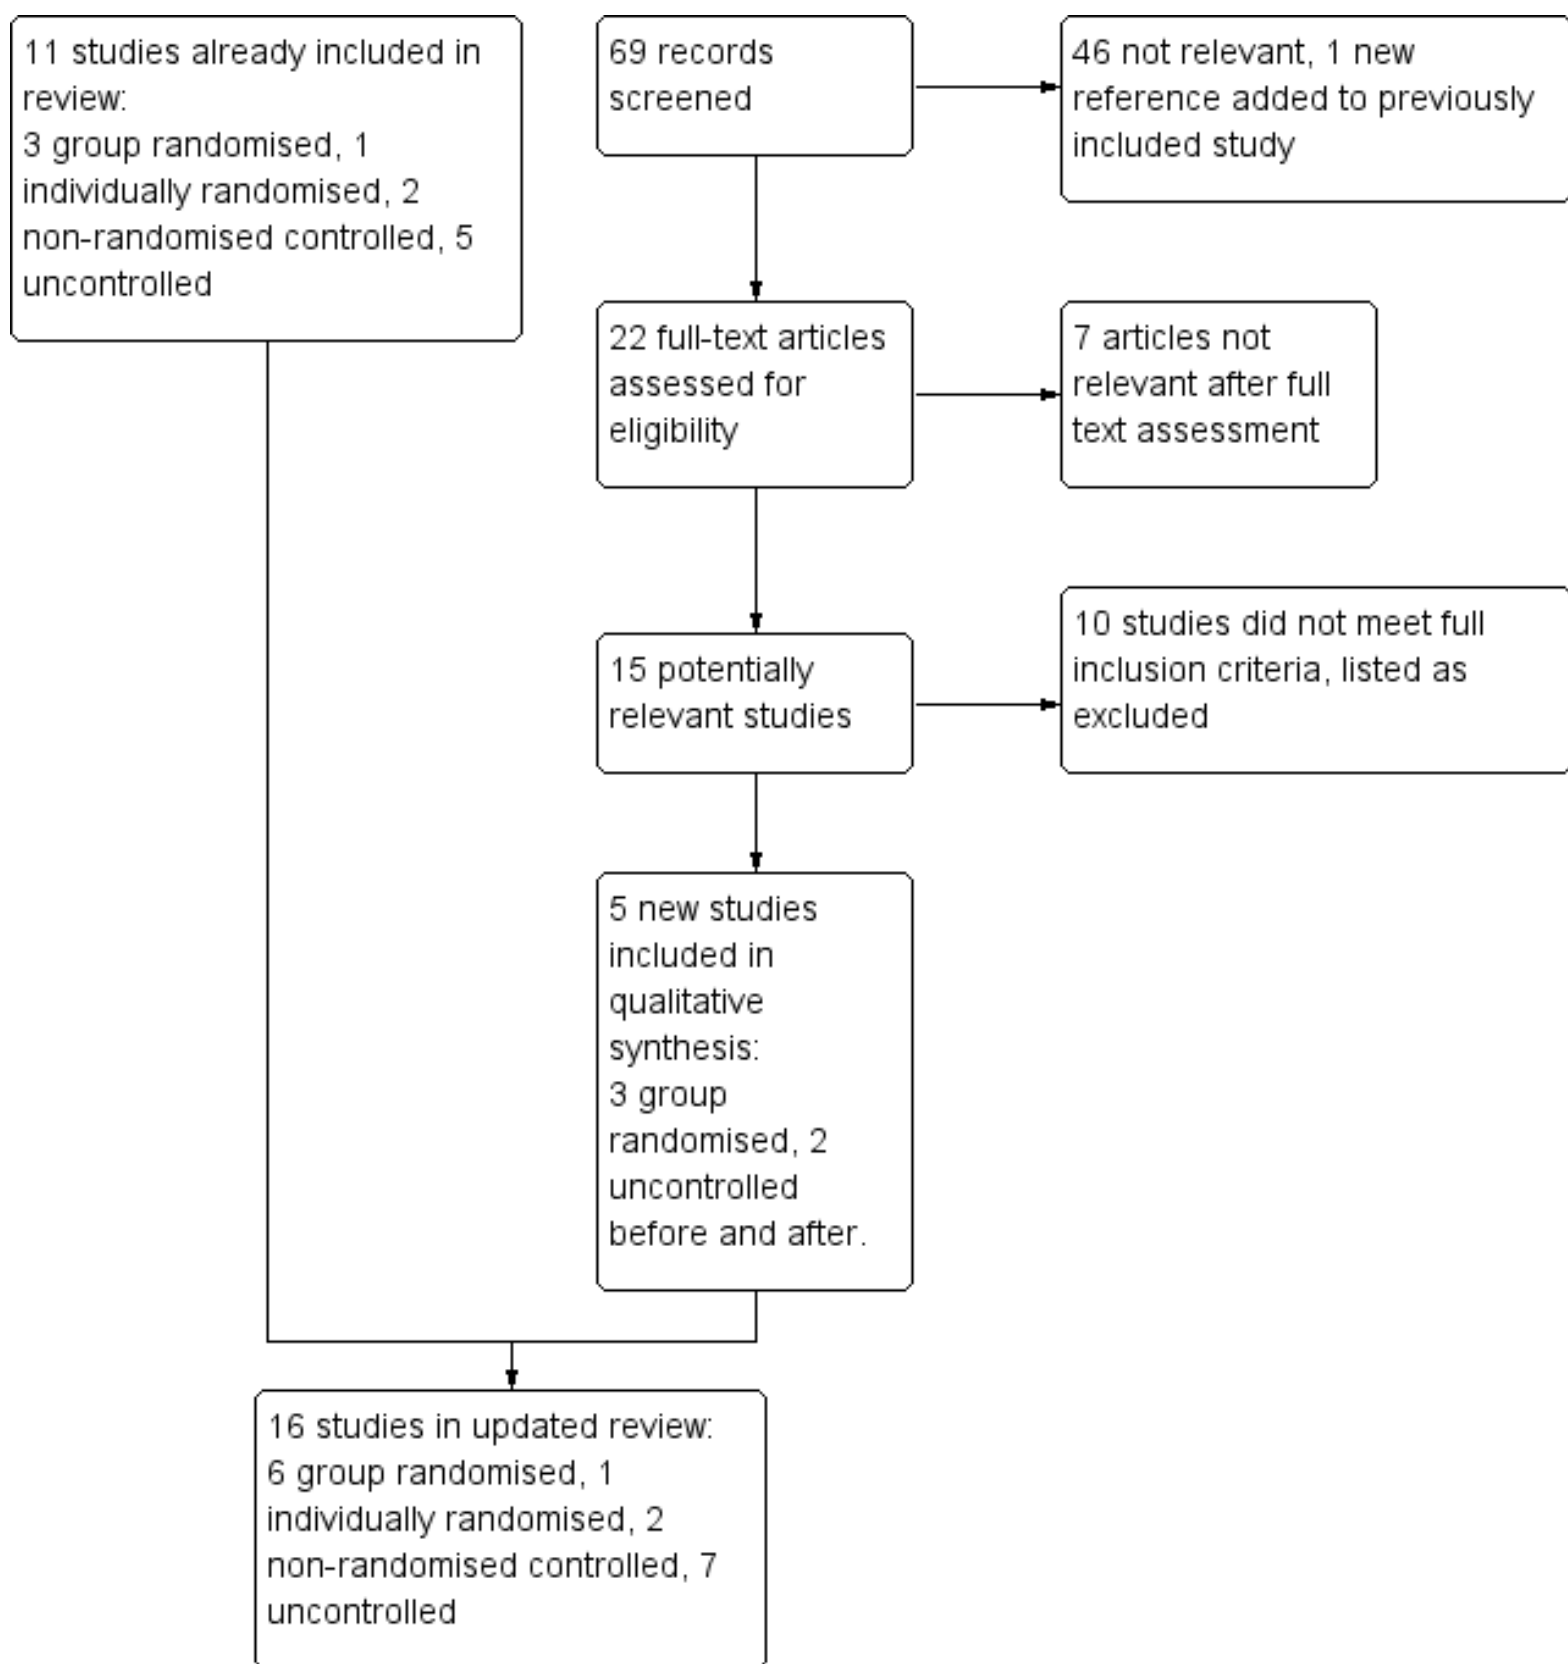 11 studies already included in
review:
3 group randomised, 1
individually randomised, 2
non-randomised controlled, 5
uncontrolled
69 records
screened
46 not relevant, 1 new
reference added to previously
included study
22 full-text articles
assessed for
eligibility
7 articles not
relevant after full
text assessment
15 potentially
relevant studies
10 studies did not meet full
inclusion criteria, listed as
excluded
5 new studies
included in
qualitative
synthesis:
3 group
randomised, 2
uncontrolled
before and after.
16 studies in updated review:
6 group randomised, 1
individually randomised, 2
non-randomised controlled, 7
uncontrolled